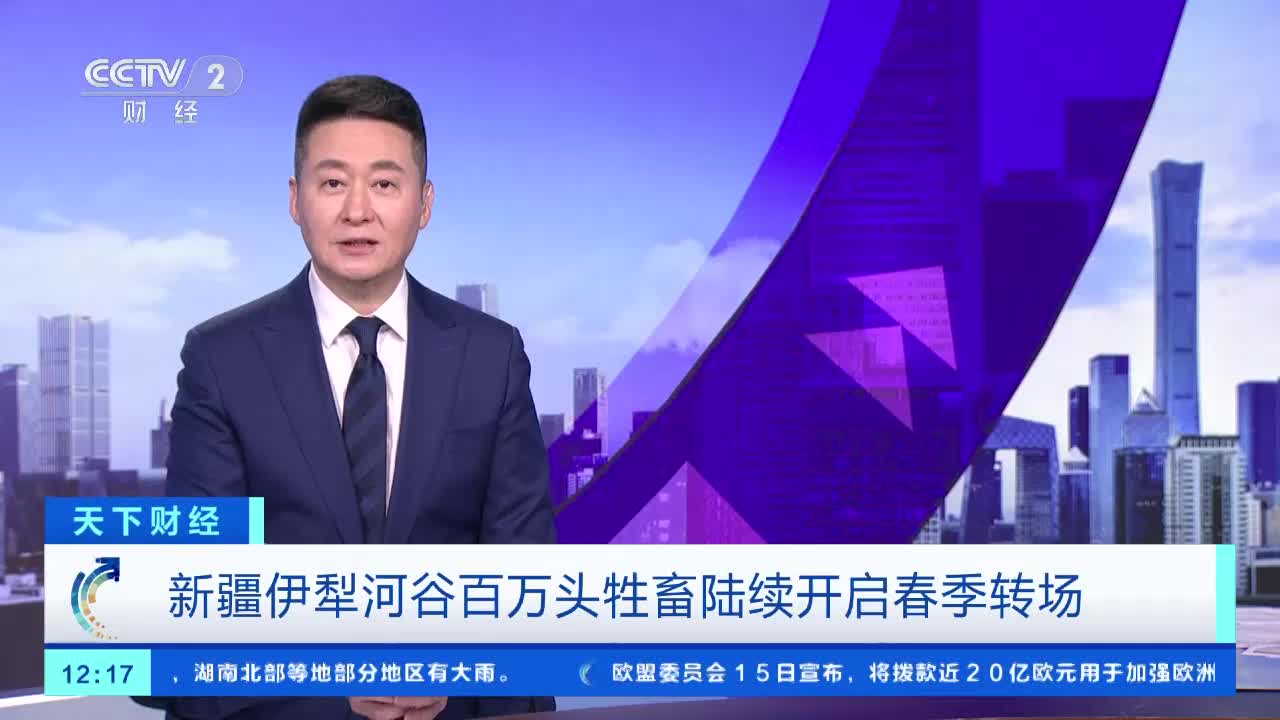 CCTV 2
财 经
天下财经
新疆伊犁河谷百万头牲畜陆续开启春季转场
12:17
，湖南北部等地部分地区有大雨。 欧盟委员会15日宣布，将拨款近20亿欧元用于加强欧洲